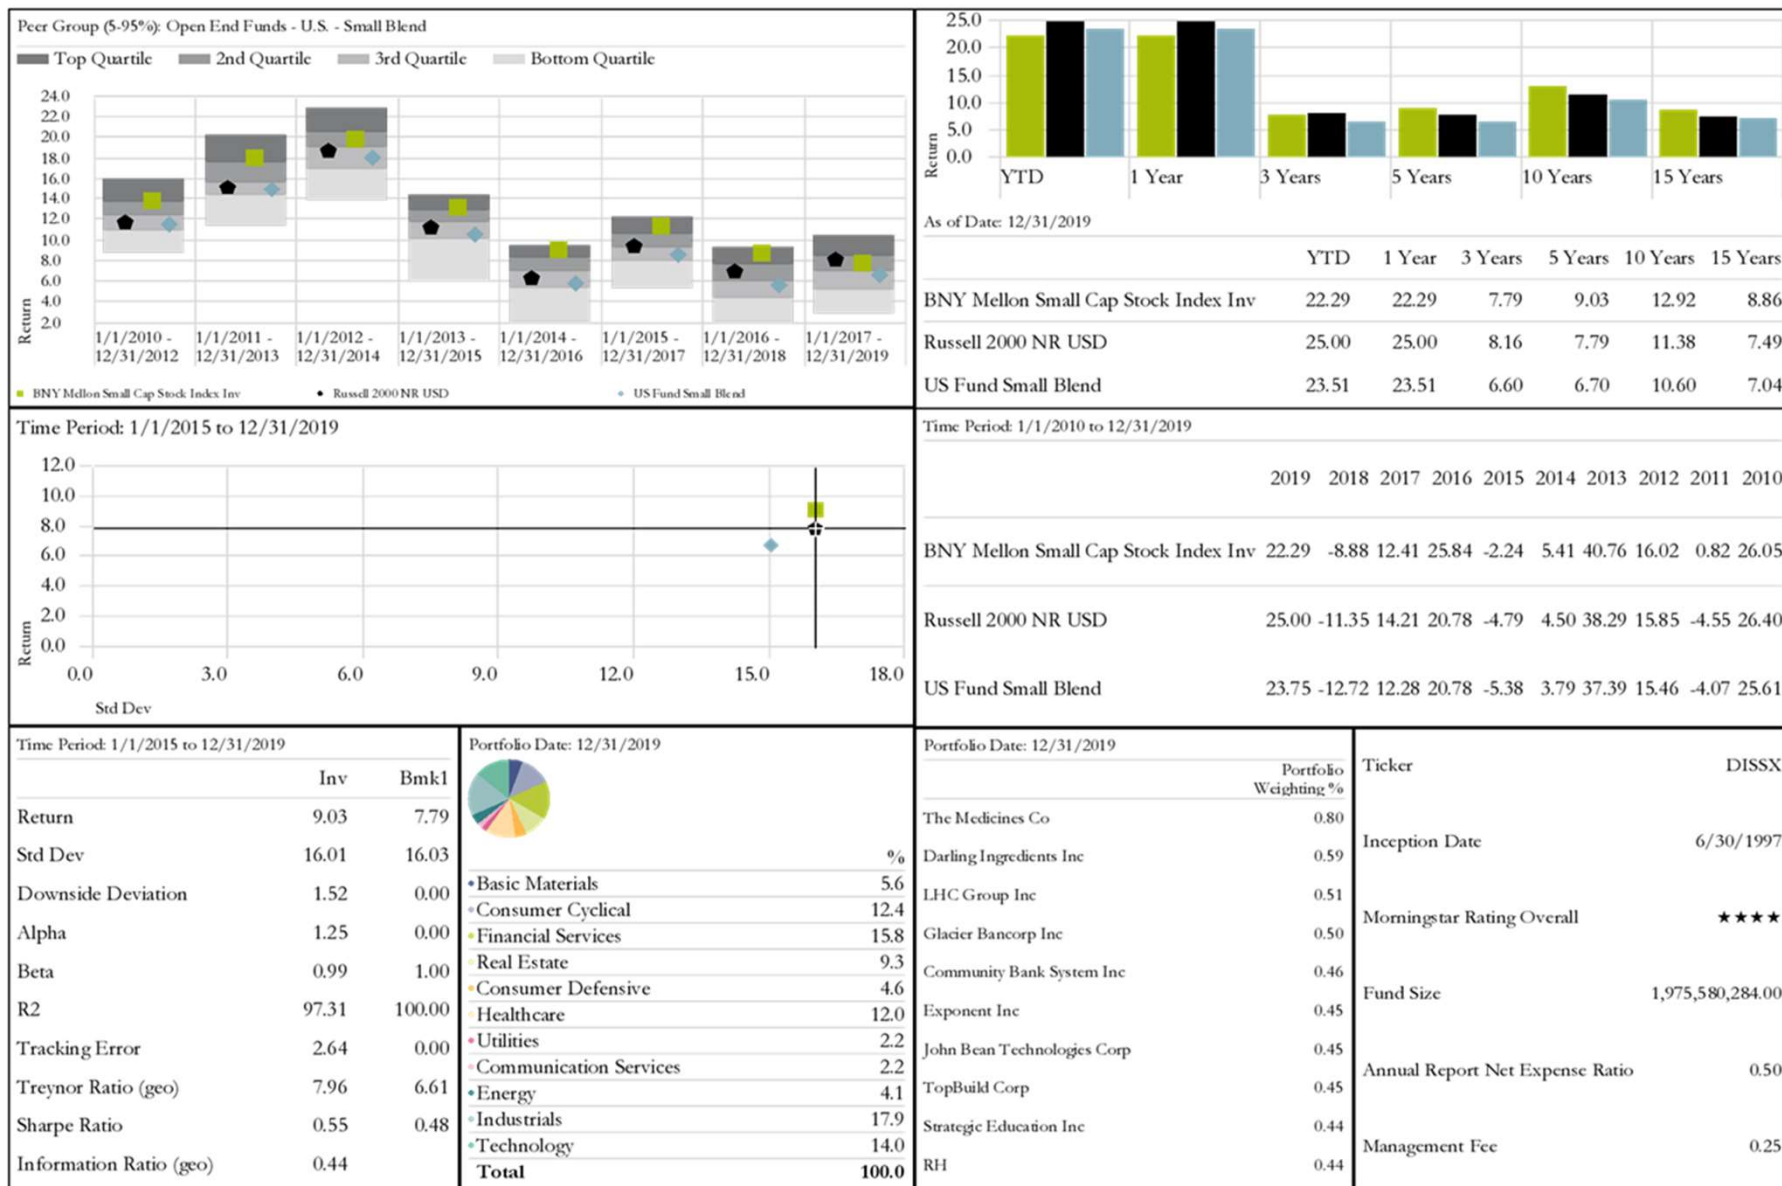 Peer Group (5-95%): Open End Funds - U.S. - Small Blend
Top Quartile 2nd Quartile 3rd Quartile Bottom Quartile
24.0
22.0
20.0
18.0
16.0
14.0
12.0
10.0
8.0
6.0
4.0
2.0
Return
1/1/2010 - 1/1/2011 - 1/1/2012 - 1/1/2013 - 1/1/2014 - 1/1/2015 - 1/1/2016 - 1/1/2017 -
12/31/2012 12/31/2013 12/31/2014 12/31/2015 12/31/2016 12/31/2017 12/31/2018 12/31/2019
BNY Mellon Small Cap Stock Index Inv Russell 2000 NR USD US Fund Small Blend
25.0
20.0
15.0
10.0
5.0
0.0
Return
YTD 1 Year 3 Years 5 Years 10 Years 15 Years
As of Date: 12/31/2019
YTD 1 Year 3 Years 5 Years 10 Years 15 Years
BNY Mellon Small Cap Stock Index Inv 22.29 22.29 7.79 9.03 12.92 8.86
Russell 2000 NR USD 25.00 25.00 8.16 7.79 11.38 7.49
US Fund Small Blend 23.51 23.51 6.60 6.70 10.60 7.04
Time Period: 1/1/2015 to 12/31/2019
12.0
10.0
8.0
6.0
4.0
2.0
0.0
Return
0.0 3.0 6.0 9.0 12.0 15.0 18.0
Std Dev
Time Period: 1/1/2010 to 12/31/2019
2019 2018 2017 2016 2015 2014 2013 2012 2011 2010
BNY Mellon Small Cap Stock Index Inv 22.29 -8.88 12.41 25.84 -2.24 5.41 40.76 16.02 0.82 26.05
Russell 2000 NR USD 25.00 -11.35 14.21 20.78 -4.79 4.50 38.29 15.85 -4.55 26.40
US Fund Small Blend 23.75 -12.72 12.28 20.78 -5.38 3.79 37.39 15.46 -4.07 25.61
Time Period: 1/1/2015 to 12/31/2019
Inv Bmk1
Return 9.03 7.79
Std Dev 16.01 16.03
Downside Deviation 1.52 0.00
Alpha 1.25 0.00
Beta 0.99 1.00
R2 97.31 100.00
Tracking Error 2.64 0.00
Treynor Ratio (geo) 7.96 6.61
Sharpe Ratio 0.55 0.48
Information Ratio (geo) 0.44
Portfolio Date: 12/31/2019
%
Basic Materials 5.6
Consumer Cyclical 12.4
Financial Services 15.8
Real Estate 9.3
Consumer Defensive 4.6
Healthcare 12.0
Utilities 2.2
Communication Services 2.2
Energy 4.1
Industrials 17.9
Technology 14.0
Total 100.0
Portfolio Date: 12/31/2019
Portfolio
Weighting %
The Medicines Co 0.80
Darling Ingredients Inc 0.59
LHC Group Inc 0.51
Glacier Bancorp Inc 0.50
Community Bank System Inc 0.46
Exponent Inc 0.45
John Bean Technologies Corp 0.45
TopBuild Corp 0.45
Strategic Education Inc 0.44
RH 0.44
Ticker DISSX
Inception Date 6/30/1997
Morningstar Rating Overall ★★★★
Fund Size 1,975,580,284.00
Annual Report Net Expense Ratio 0.50
Management Fee 0.25